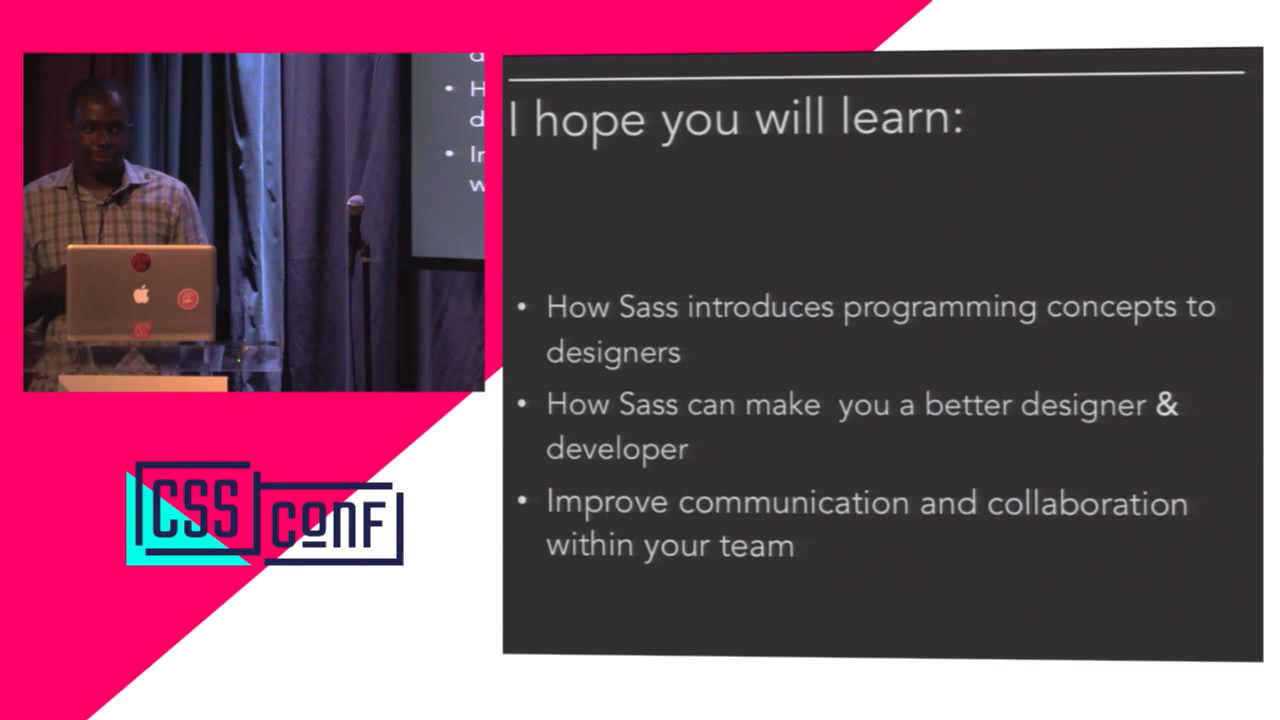 I hope you will learn:
• How Sass introduces programming concepts to
designers
• How Sass can make you a better designer &
developer
• Improve communication and collaboration
within your team
CSS
CONF